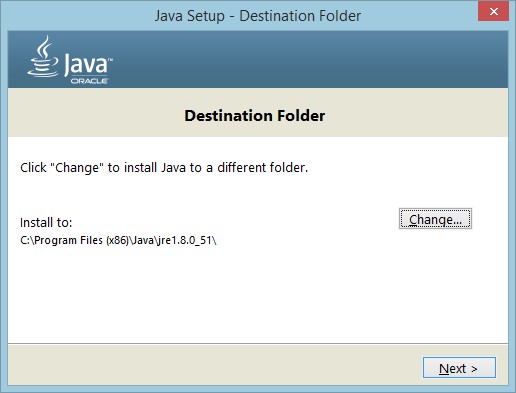 Java Setup - Destination Folder
Java™
ORACLE
Destination Folder
Click "Change" to install Java to a different folder.
Install to:
Change...
C:\Program Files (x86)\Java\jre1.8.0_51\
Next >